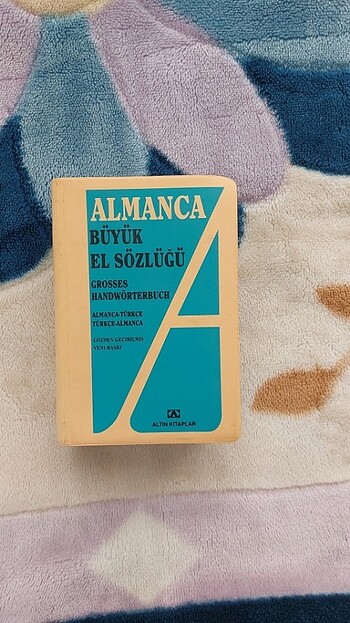 ALMANCA
BÜYÜK
EL SÖZLÜĞÜ
GROSSES
HANDWÖRTERBUCH
ALMANCA/TÜRKÇE
TÜRKÇE-ALMANCA
GÖZDEN GEÇİRİLMİŞ
YENİ BASKI
ALTIN KİTAPLAR